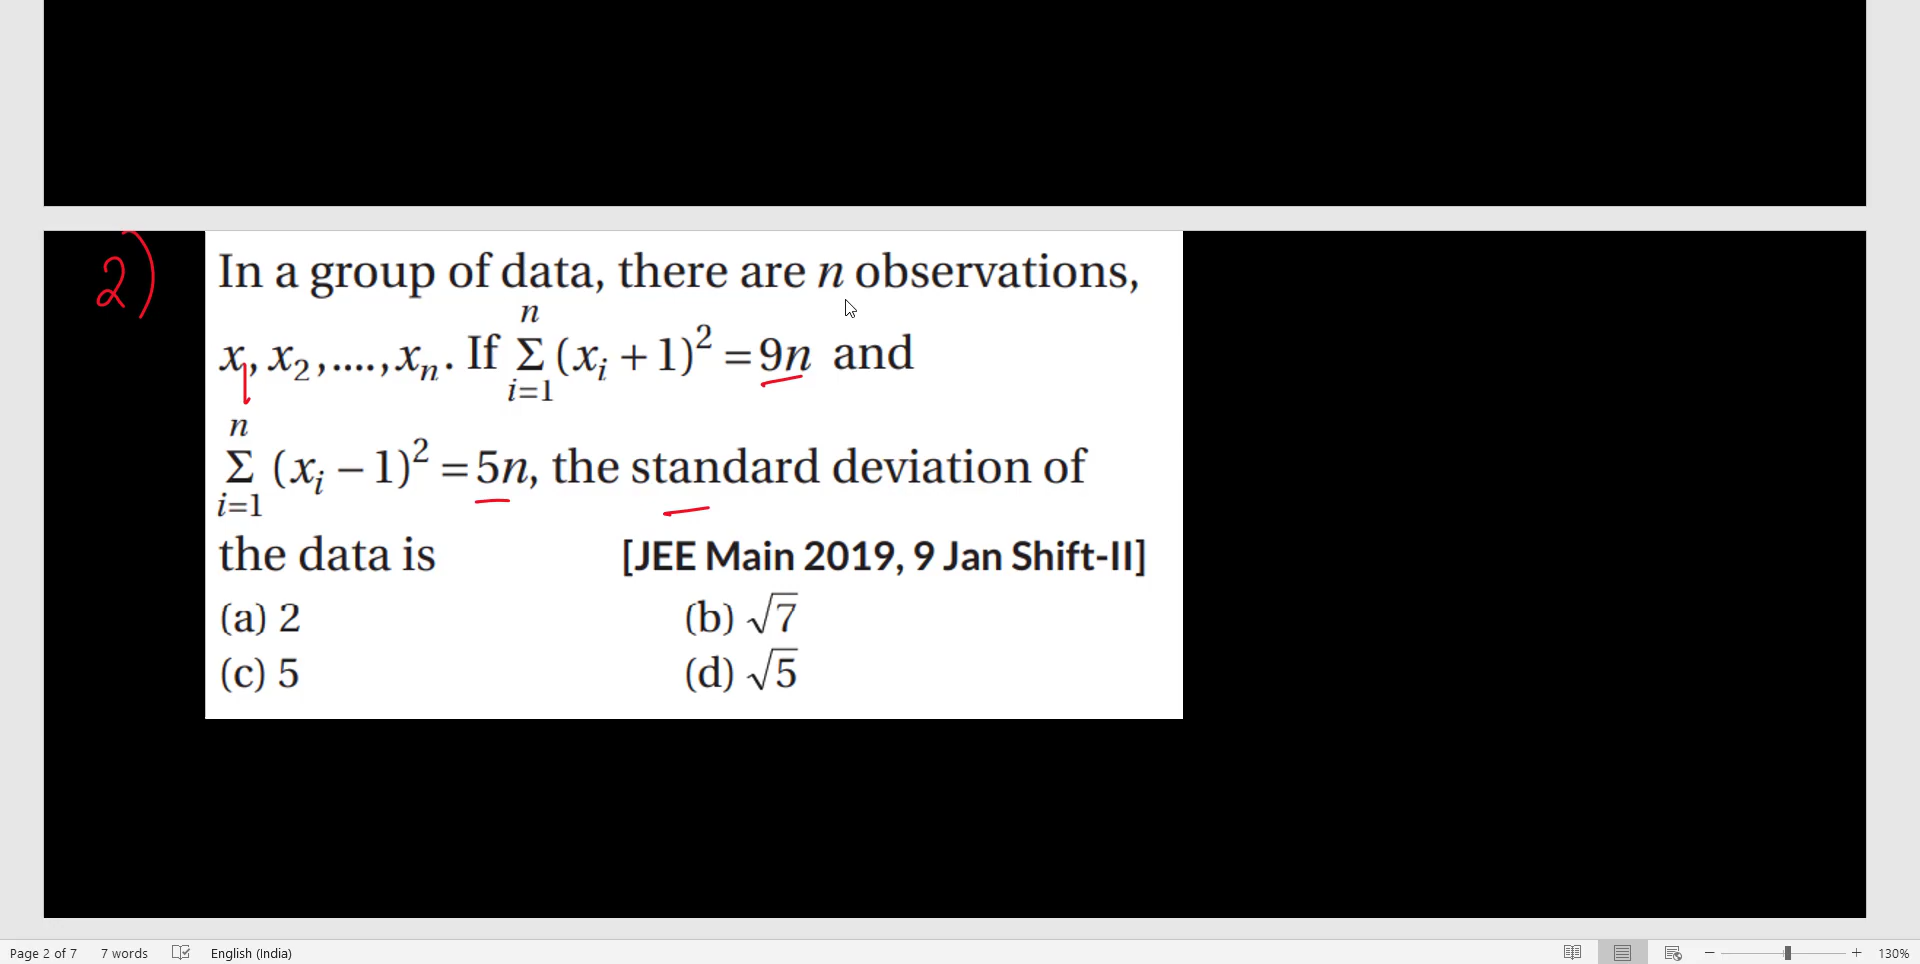 2)
In a group of data, there are n observations,
x₁, x₂, ...., xₙ. If Σⁿᵢ₌₁ (xᵢ + 1)² = 9n and
Σⁿᵢ₌₁ (xᵢ − 1)² = 5n, the standard deviation of
the data is [JEE Main 2019, 9 Jan Shift-II]
(a) 2 (b) √7
(c) 5 (d) √5
Page 2 of 7 7 words English (India) 130%